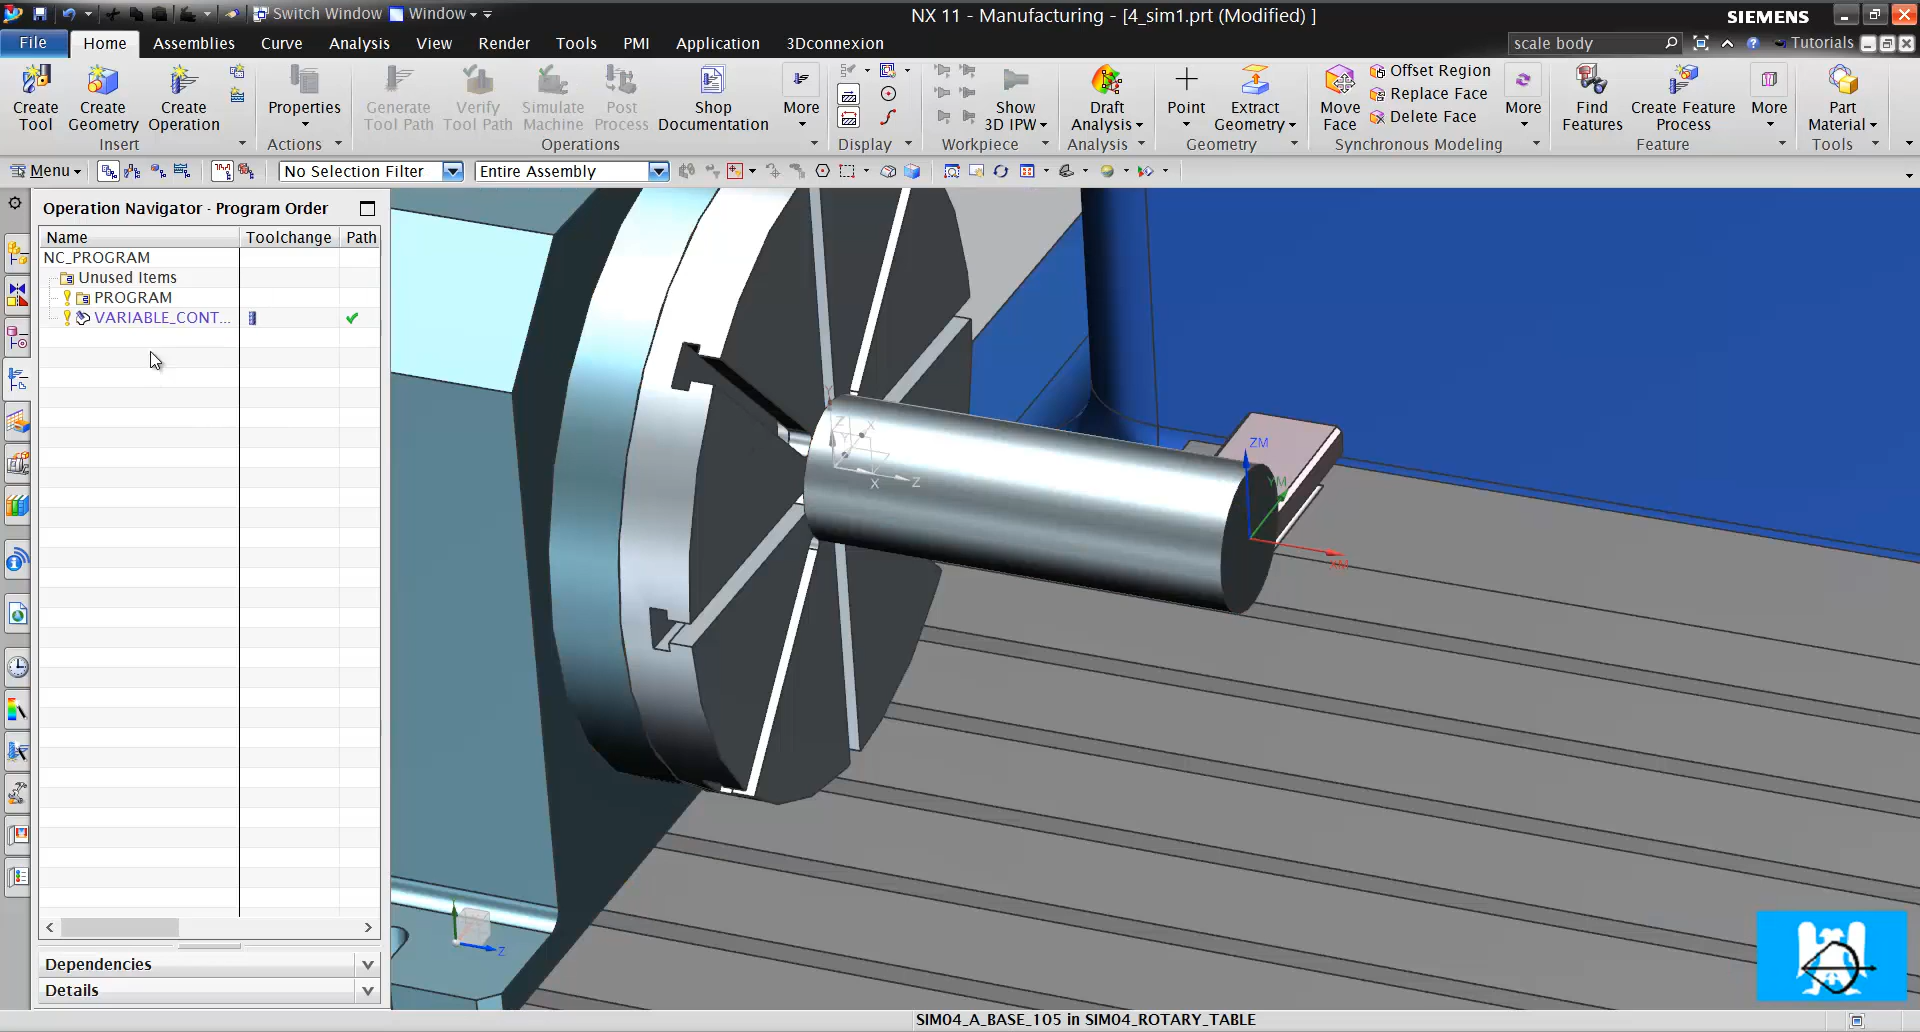 Switch Window Window NX 11 - Manufacturing - [4_sim1.prt (Modified) ] SIEMENS
File Home Assemblies Curve Analysis View Render Tools PMI Application 3Dconnexion scale body Tutorials
Create Tool
Create Geometry
Create Operation
Insert
Properties
Actions
Generate Tool Path
Verify Tool Path
Simulate Machine
Post Process
Shop Documentation
More
Operations
Display
Show 3D IPW
Workpiece
Draft Analysis
Analysis
Point
Extract Geometry
Geometry
Move Face
Offset Region
Replace Face
Delete Face
More
Synchronous Modeling
Find Features
Create Feature Process
More
Feature
Part Material
Tools
Menu No Selection Filter Entire Assembly
Operation Navigator - Program Order
Name Toolchange Path
NC_PROGRAM
Unused Items
PROGRAM
VARIABLE_CONT...
Y
Z X
Y
X Z
ZM
YM
XM
Z
Dependencies
Details
SIM04_A_BASE_105 in SIM04_ROTARY_TABLE